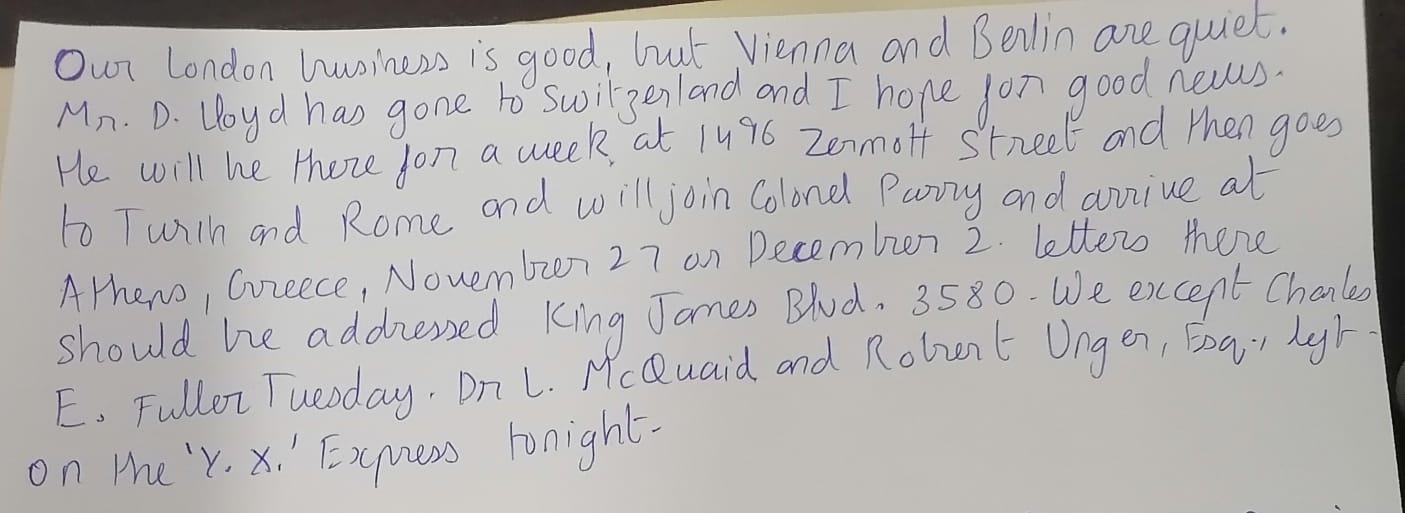 Our London business is good, but Vienna and Berlin are quiet.
Mr. D. Lloyd has gone to Switzerland and I hope for good news.
He will be there for a week at 1496 Zermott Street and then goes
to Turin and Rome and will join Colonel Parry and arrive at
Athens, Greece, November 27 or December 2. Letters there
should be addressed King James Blvd. 3580. We except Charles
E. Fuller Tuesday. Dr L. McQuaid and Robert Unger, Esq., left
on the 'Y. X.' Express tonight.